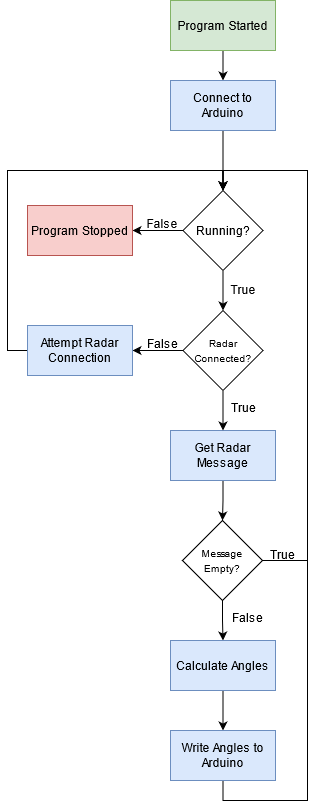 Program Started
Connect to
Arduino
Running?
False
Program Stopped
True
Radar
Connected?
False
Attempt Radar
Connection
True
Get Radar
Message
Message
Empty?
True
False
Calculate Angles
Write Angles to
Arduino